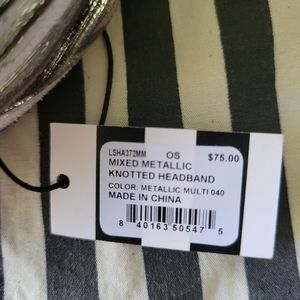 LSHA372MM OS $75.00
MIXED METALLIC
KNOTTED HEADBAND
COLOR: METALLIC MULTI 040
MADE IN CHINA
8 40163 50547 5